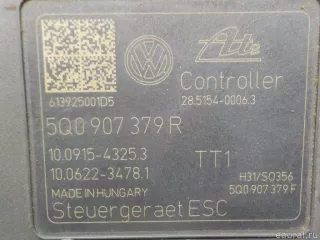 Ate
Controller
613925001D5
28.5154-0006.3
5Q0 907 379 R
10.0915-4325.3
TT1
10.0622-3478.1
H31/S0356
MADE IN HUNGARY
5Q0 907 379 F
Steuergeraet ESC
eaural.ru